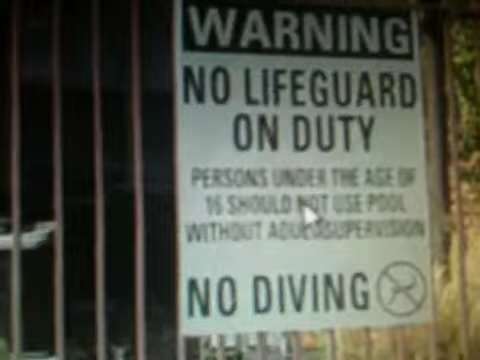 WARNING
NO LIFEGUARD
ON DUTY
PERSONS UNDER THE AGE OF
16 SHOULD NOT USE POOL
WITHOUT ADULT SUPERVISION
NO DIVING